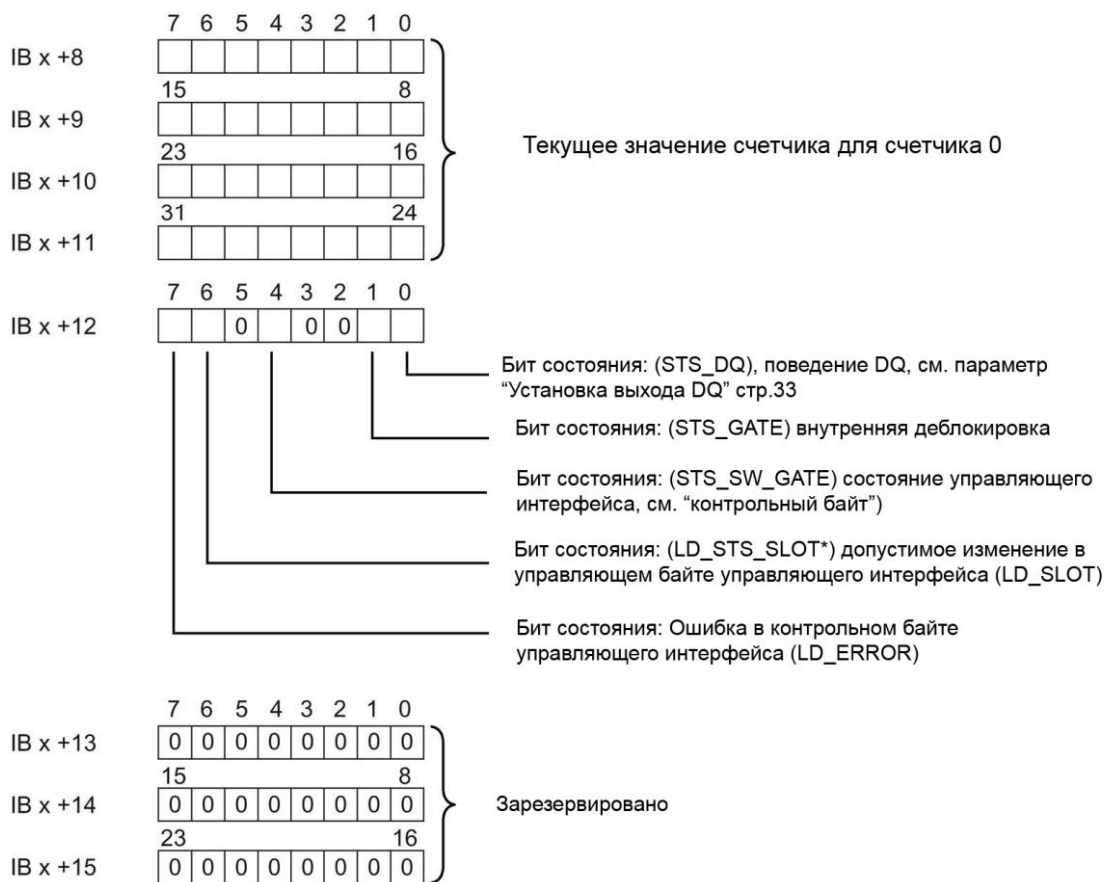 7 6 5 4 3 2 1 0
IB x +8
15 8
IB x +9
23 16
Текущее значение счетчика для счетчика 0
IB x +10
31 24
IB x +11
7 6 5 4 3 2 1 0
IB x +12 0 0 0
Бит состояния: (STS_DQ), поведение DQ, см. параметр
“Установка выхода DQ” стр.33
Бит состояния: (STS_GATE) внутренняя деблокировка
Бит состояния: (STS_SW_GATE) состояние управляющего
интерфейса, см. “контрольный байт”)
Бит состояния: (LD_STS_SLOT*) допустимое изменение в
управляющем байте управляющего интерфейса (LD_SLOT)
Бит состояния: Ошибка в контрольном байте
управляющего интерфейса (LD_ERROR)
7 6 5 4 3 2 1 0
IB x +13 0 0 0 0 0 0 0 0
15 8
IB x +14 0 0 0 0 0 0 0 0
Зарезервировано
23 16
IB x +15 0 0 0 0 0 0 0 0